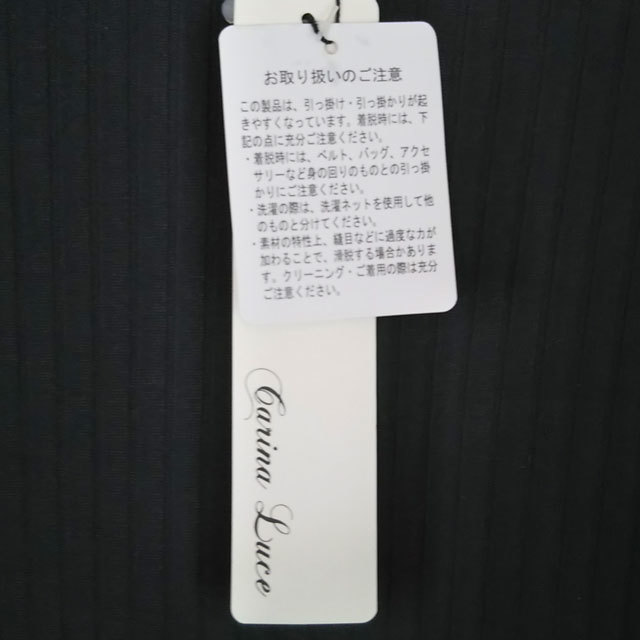 お取り扱いのご注意
この製品は、引っ掛け・引っ掛かりが起
きやすくなっています。着脱時には、下
記の点に充分ご注意ください。
・着脱時には、ベルト、バッグ、アクセ
サリーなど身の回りのものとの引っ掛
かりにご注意ください。
・洗濯の際は、洗濯ネットを使用して他
のものと分けてください。
・素材の特性上、縫目などに過度な力が
加わることで、滑脱する場合がありま
す。クリーニング・ご着用の際は充分
ご注意ください。
Carina Luce